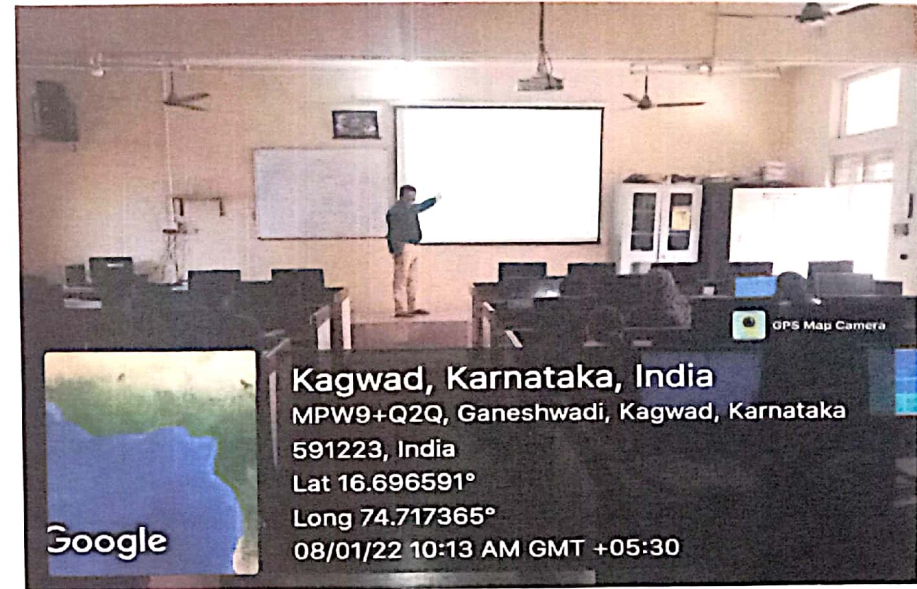 GPS Map Camera
Kagwad, Karnataka, India
MPW9+Q2Q, Ganeshwadi, Kagwad, Karnataka
591223, India
Lat 16.696591°
Long 74.717365°
08/01/22 10:13 AM GMT +05:30
Google